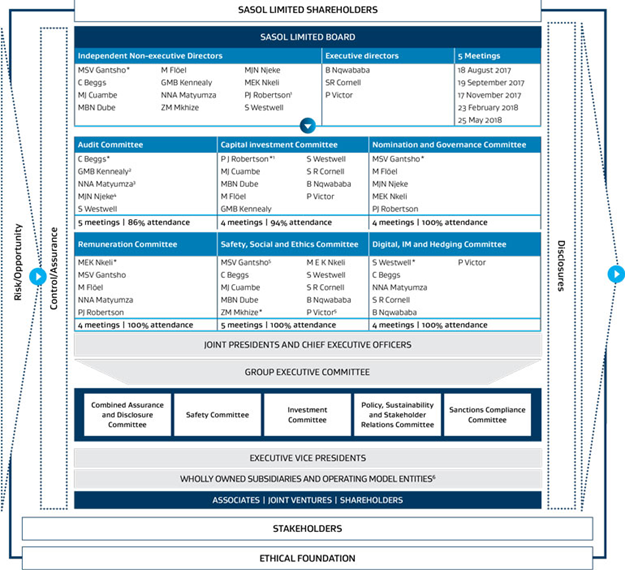 SASOL LIMITED SHAREHOLDERS
SASOL LIMITED BOARD
Independent Non-executive Directors
MSV Gantsho*
C Beggs
MJ Cuambe
MBN Dube
M Flöel
GMB Kennealy
NNA Matyumza
ZM Mkhize
MJN Njeke
MEK Nkeli
PJ Robertson¹
S Westwell
Executive directors
B Nqwababa
SR Cornell
P Victor
5 Meetings
18 August 2017
19 September 2017
17 November 2017
23 February 2018
25 May 2018
Audit Committee
C Beggs*
GMB Kennealy²
NNA Matyumza³
MJN Njeke⁴
S Westwell
5 meetings | 86% attendance
Capital investment Committee
PJ Robertson*¹
MJ Cuambe
MBN Dube
M Flöel
GMB Kennealy
S Westwell
S R Cornell
B Nqwababa
P Victor
4 meetings | 94% attendance
Nomination and Governance Committee
MSV Gantsho*
M Flöel
MJN Njeke
MEK Nkeli
PJ Robertson
4 meetings | 100% attendance
Remuneration Committee
MEK Nkeli*
MSV Gantsho
M Flöel
NNA Matyumza
PJ Robertson
4 meetings | 100% attendance
Safety, Social and Ethics Committee
MSV Gantsho⁵
C Beggs
MJ Cuambe
MBN Dube
ZM Mkhize*
M E K Nkeli
S Westwell
S R Cornell
B Nqwababa
P Victor⁵
5 meetings | 100% attendance
Digital, IM and Hedging Committee
S Westwell*
C Beggs
NNA Matyumza
S R Cornell
B Nqwababa
P Victor
4 meetings | 100% attendance
JOINT PRESIDENTS AND CHIEF EXECUTIVE OFFICERS
GROUP EXECUTIVE COMMITTEE
Combined Assurance
and Disclosure
Committee
Safety Committee
Investment
Committee
Policy, Sustainability
and Stakeholder
Relations Committee
Sanctions Compliance
Committee
EXECUTIVE VICE PRESIDENTS
WHOLLY OWNED SUBSIDIARIES AND OPERATING MODEL ENTITIES⁶
ASSOCIATES | JOINT VENTURES | SHAREHOLDERS
STAKEHOLDERS
ETHICAL FOUNDATION
Risk/Opportunity
Control/Assurance
Disclosures